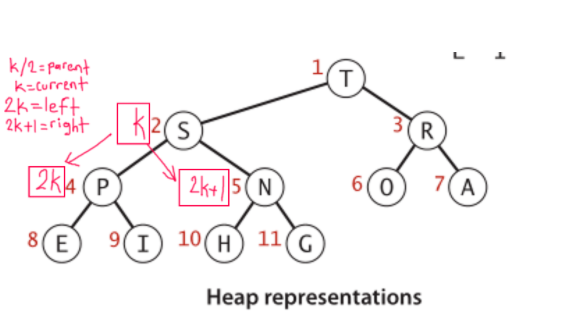 k/2=parent
k=current
2k=left
2k+1=right
1 T
k 2 S
3 R
2k 4 P
2k+1 5 N
6 O
7 A
8 E
9 I
10 H
11 G
Heap representations